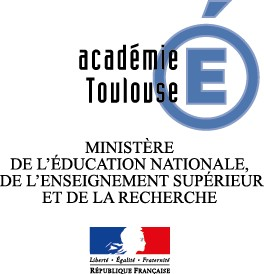 académie
Toulouse
É
MINISTÈRE
DE L'ÉDUCATION NATIONALE,
DE L'ENSEIGNEMENT SUPÉRIEUR
ET DE LA RECHERCHE
Liberté • Égalité • Fraternité
RÉPUBLIQUE FRANÇAISE